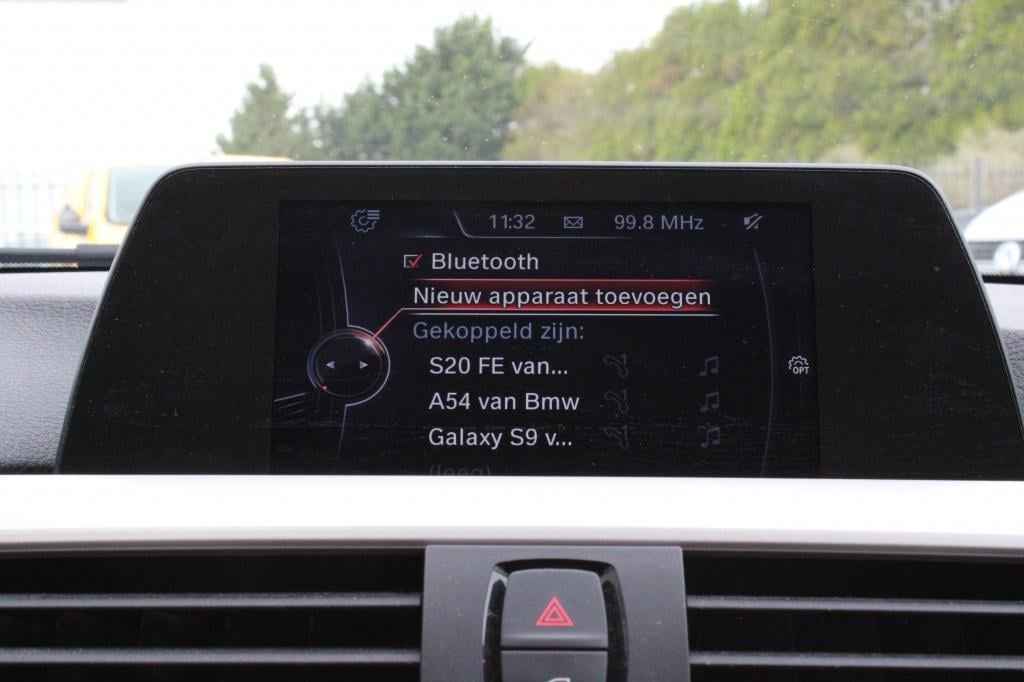 11:32 99.8 MHz
Bluetooth
Nieuw apparaat toevoegen
Gekoppeld zijn:
S20 FE van...
OPT
A54 van Bmw
Galaxy S9 v...
(leeg)